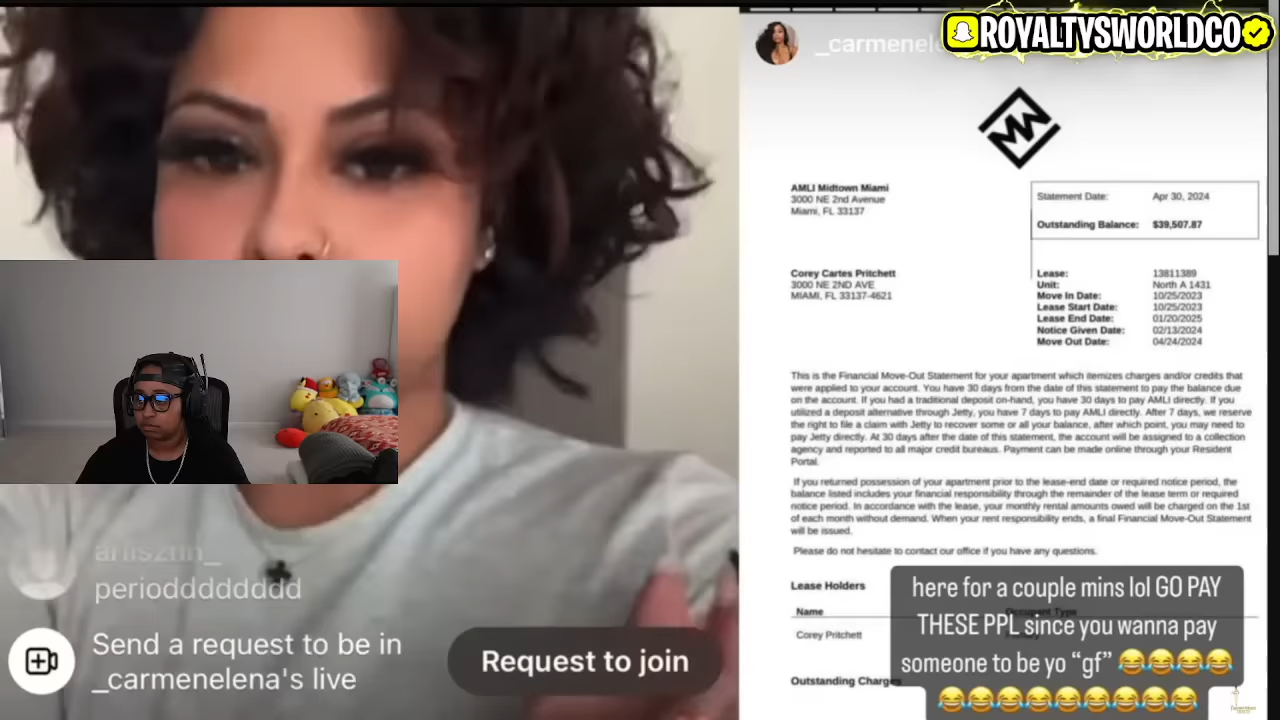 _carmenele
ROYALTYSWORLDCO
AMLI Midtown Miami
3000 NE 2nd Avenue
Miami, FL 33137
Statement Date: Apr 30, 2024
Outstanding Balance: $39,507.87
Corey Cartes Pritchett
3000 NE 2ND AVE
MIAMI, FL 33137-4621
Lease: 13811389
Unit: North A 1431
Move In Date: 10/25/2023
Lease Start Date: 10/25/2023
Lease End Date: 01/20/2025
Notice Given Date: 02/13/2024
Move Out Date: 04/24/2024
This is the Financial Move-Out Statement for your apartment which itemizes charges and/or credits that
were applied to your account. You have 30 days from the date of this statement to pay the balance due
on the account. If you had a traditional deposit on-hand, you have 30 days to pay AMLI directly. If you
utilized a deposit alternative through Jetty, you have 7 days to pay AMLI directly. After 7 days, we reserve
the right to file a claim with Jetty to recover some or all your balance, after which point, you may need to
pay Jetty directly. At 30 days after the date of this statement, the account will be assigned to a collection
agency and reported to all major credit bureaus. Payment can be made online through your Resident
Portal.
If you returned possession of your apartment prior to the lease-end date or required notice period, the
balance listed includes your financial responsibility through the remainder of the lease term or required
notice period. In accordance with the lease, your monthly rental amounts owed will be charged on the 1st
of each month without demand. When your rent responsibility ends, a final Financial Move-Out Statement
will be issued.
Please do not hesitate to contact our office if you have any questions.
Lease Holders
Name Occupant Type
Corey Pritchett
Outstanding Charges
here for a couple mins lol GO PAY
THESE PPL since you wanna pay
someone to be yo “gf” 😂😂😂😂
😂😂😂😂😂😂😂😂😂
perioddddddddd
Send a request to be in
_carmenelena's live
Request to join